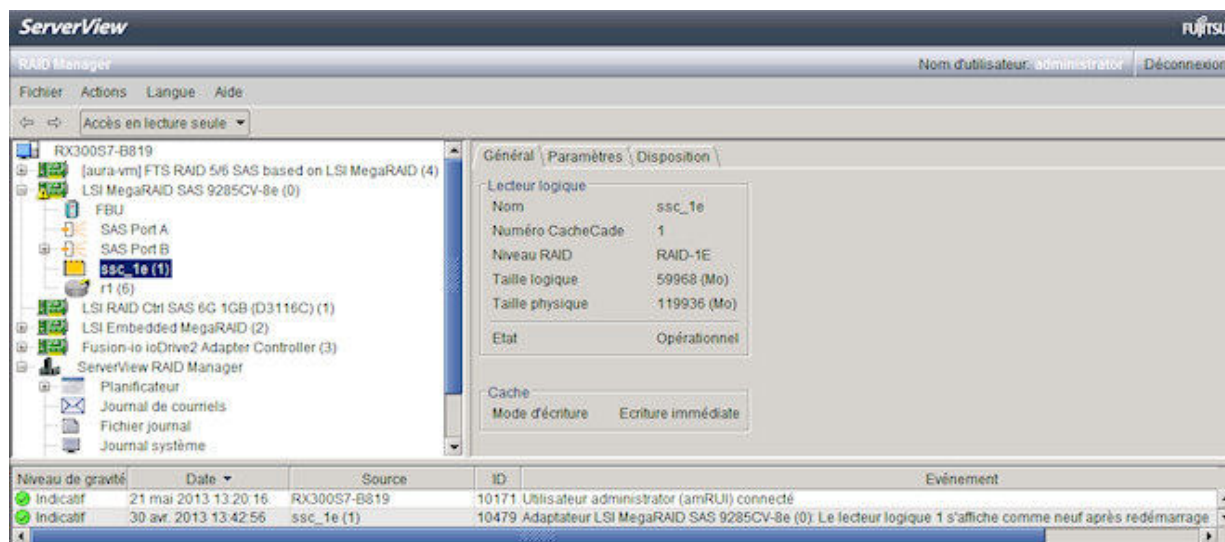 ServerView
FUJITSU
RAID Manager
Nom d'utilisateur: administrator
Déconnexion
Fichier Actions Langue Aide
Accès en lecture seule
RX300S7-B819
[aura-vm] FTS RAID 5/6 SAS based on LSI MegaRAID (4)
LSI MegaRAID SAS 9285CV-8e (0)
FBU
SAS Port A
SAS Port B
ssc_1e (1)
r1 (6)
LSI RAID Ctrl SAS 6G 1GB (D3116C) (1)
LSI Embedded MegaRAID (2)
Fusion-io ioDrive2 Adapter Controller (3)
ServerView RAID Manager
Planificateur
Journal de courriels
Fichier journal
Journal système
Général Paramètres Disposition
Lecteur logique
Nom ssc_1e
Numéro CacheCade 1
Niveau RAID RAID-1E
Taille logique 59968 (Mo)
Taille physique 119936 (Mo)
Etat Opérationnel
Cache
Mode d'écriture Ecriture immédiate
Niveau de gravité Date Source ID Evénement
Indicatif 21 mai 2013 13:20:16 RX300S7-B819 10171 Utilisateur administrator (amRUI) connecté
Indicatif 30 avr. 2013 13:42:56 ssc_1e (1) 10479 Adaptateur LSI MegaRAID SAS 9285CV-8e (0): Le lecteur logique 1 s'affiche comme neuf après redémarrage